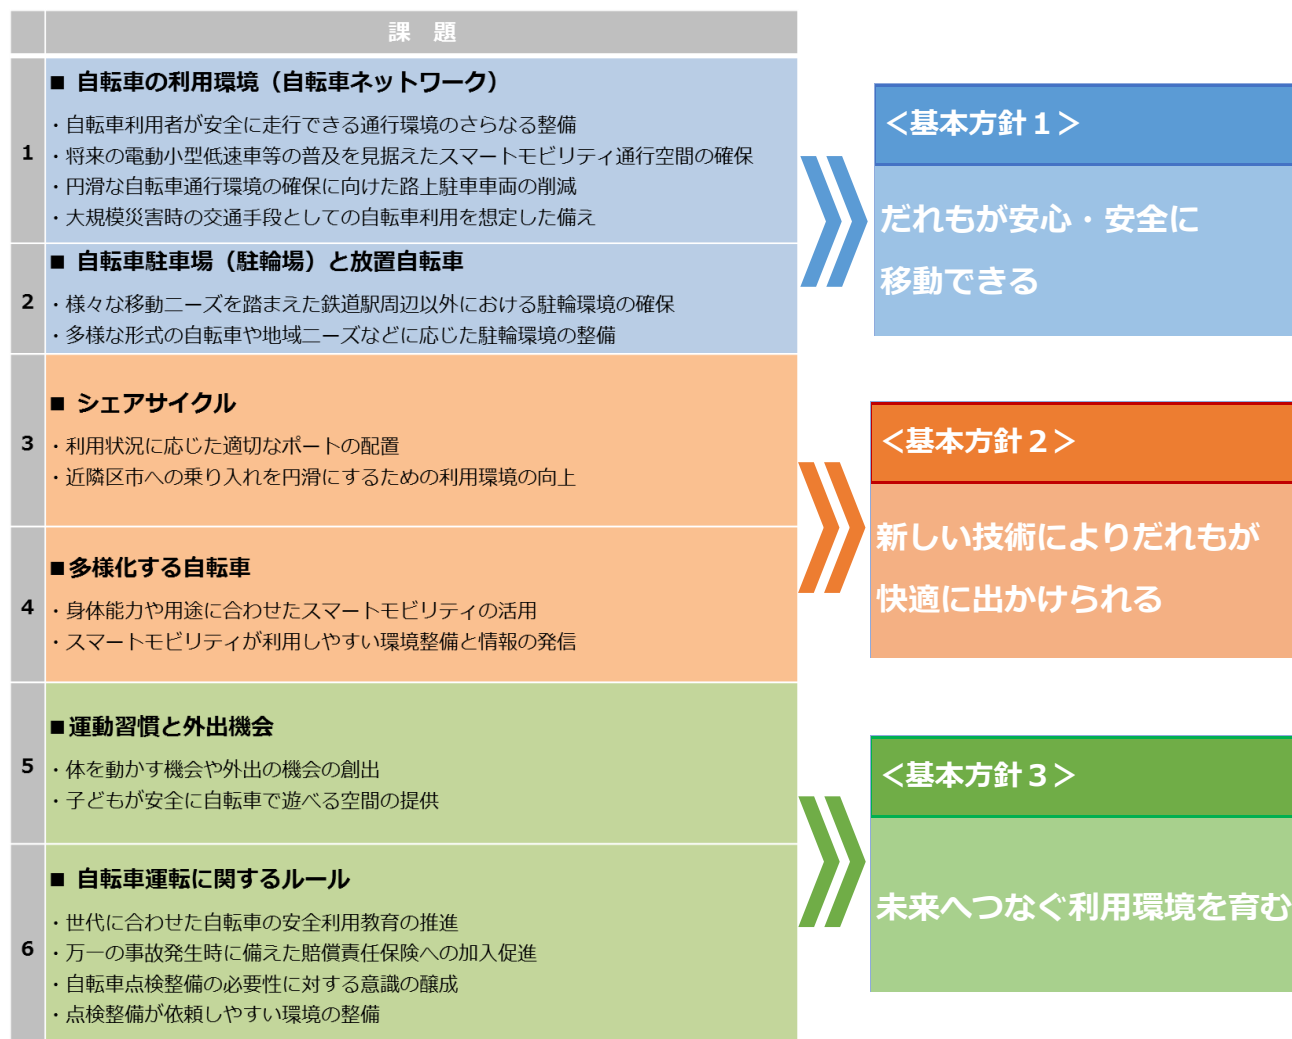 課　題
1
■ 自転車の利用環境（自転車ネットワーク）
・自転車利用者が安全に走行できる通行環境のさらなる整備
・将来の電動小型低速車等の普及を見据えたスマートモビリティ通行空間の確保
・円滑な自転車通行環境の確保に向けた路上駐車車両の削減
・大規模災害時の交通手段としての自転車利用を想定した備え
2
■ 自転車駐車場（駐輪場）と放置自転車
・様々な移動ニーズを踏まえた鉄道駅周辺以外における駐輪環境の確保
・多様な形式の自転車や地域ニーズなどに応じた駐輪環境の整備
＜基本方針１＞
だれもが安心・安全に
移動できる
3
■ シェアサイクル
・利用状況に応じた適切なポートの配置
・近隣区市への乗り入れを円滑にするための利用環境の向上
4
■多様化する自転車
・身体能力や用途に合わせたスマートモビリティの活用
・スマートモビリティが利用しやすい環境整備と情報の発信
＜基本方針２＞
新しい技術によりだれもが
快適に出かけられる
5
■運動習慣と外出機会
・体を動かす機会や外出の機会の創出
・子どもが安全に自転車で遊べる空間の提供
6
■ 自転車運転に関するルール
・世代に合わせた自転車の安全利用教育の推進
・万一の事故発生時に備えた賠償責任保険への加入促進
・自転車点検整備の必要性に対する意識の醸成
・点検整備が依頼しやすい環境の整備
＜基本方針３＞
未来へつなぐ利用環境を育む